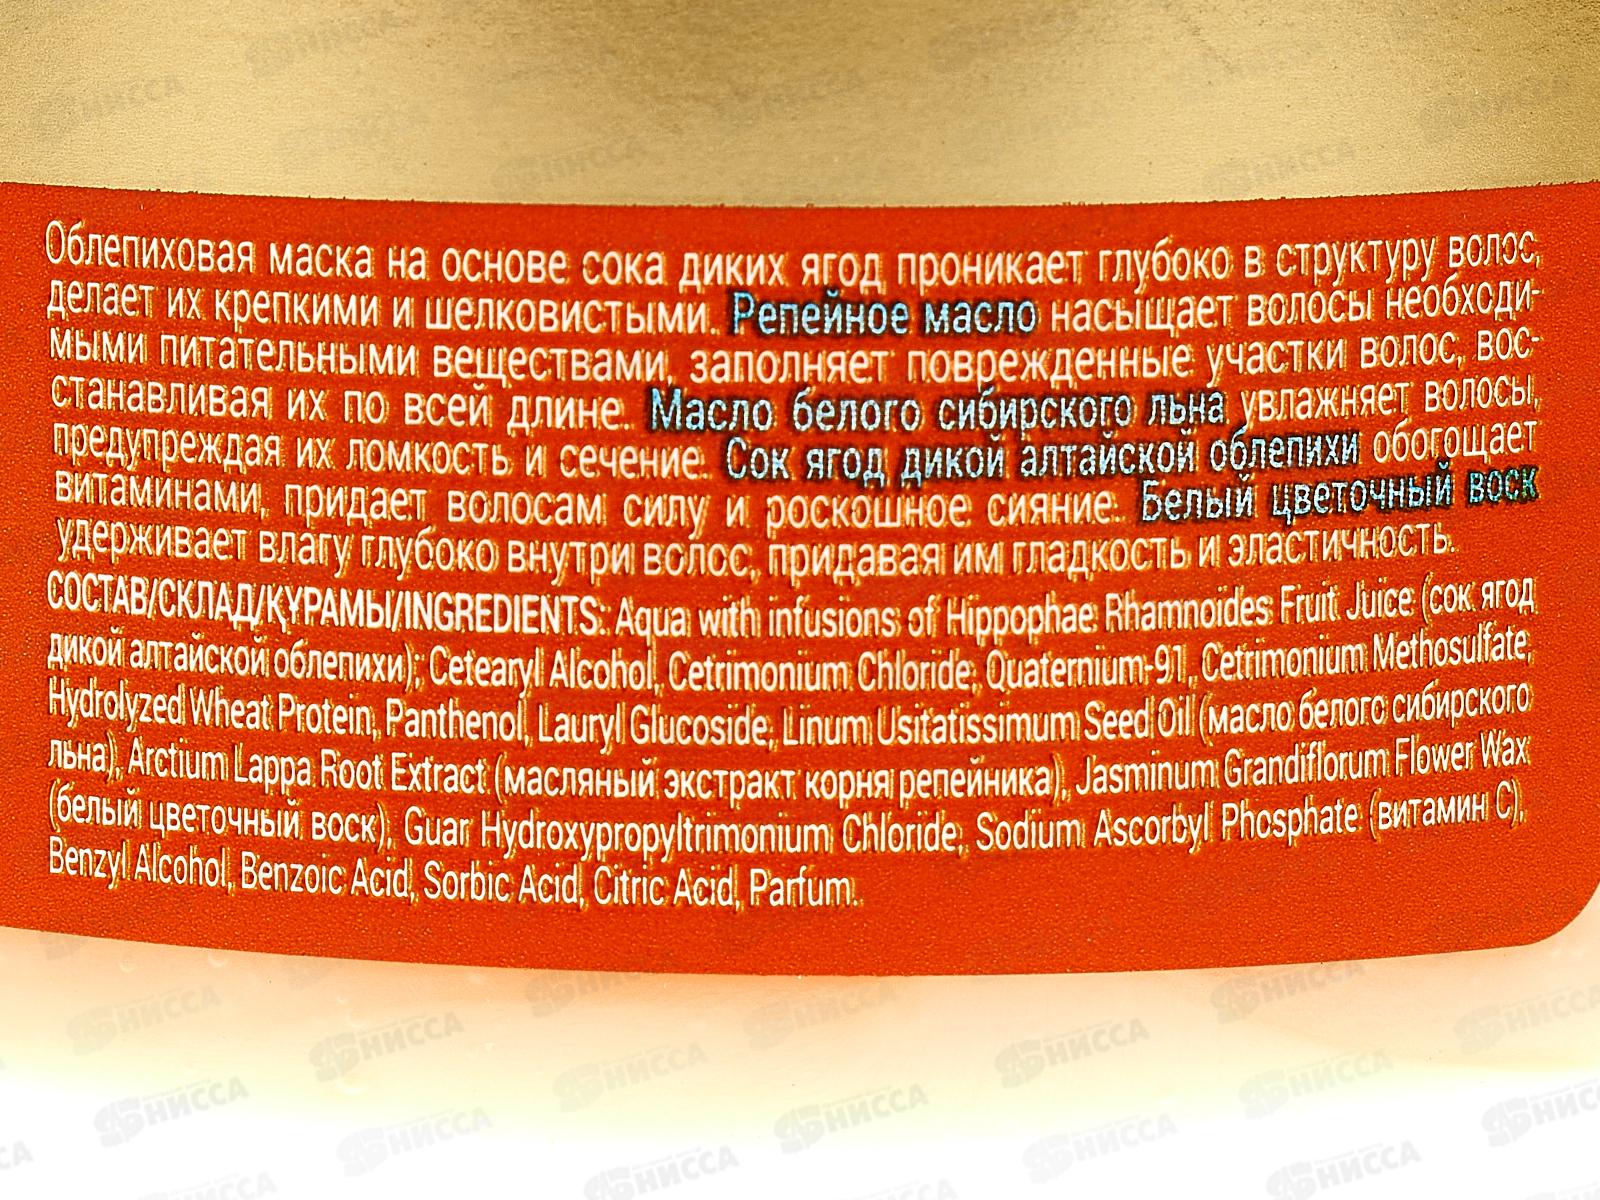 Облепиховая маска на основе сока диких ягод проникает глубоко в структуру волос,
делает их крепкими и шелковистыми. Репейное масло насыщает волосы необходи-
мыми питательными веществами, заполняет поврежденные участки волос, вос-
станавливая их по всей длине. Масло белого сибирского льна увлажняет волосы,
предупреждая их ломкость и сечение. Сок ягод дикой алтайской облепихи обогощает
витаминами, придает волосам силу и роскошное сияние. Белый цветочный воск
удерживает влагу глубоко внутри волос, придавая им гладкость и эластичность.
СОСТАВ/СКЛАД/ҚҰРАМЫ/INGREDIENTS: Aqua with infusions of Hippophae Rhamnoides Fruit Juice (сок ягод
дикой алтайской облепихи); Cetearyl Alcohol, Cetrimonium Chloride, Quaternium-91, Cetrimonium Methosulfate,
Hydrolyzed Wheat Protein, Panthenol, Lauryl Glucoside, Linum Usitatissimum Seed Oil (масло белого сибирского
льна), Arctium Lappa Root Extract (масляный экстракт корня репейника), Jasminum Grandiflorum Flower Wax
(белый цветочный воск), Guar Hydroxypropyltrimonium Chloride, Sodium Ascorbyl Phosphate (витамин С),
Benzyl Alcohol, Benzoic Acid, Sorbic Acid, Citric Acid, Parfum.